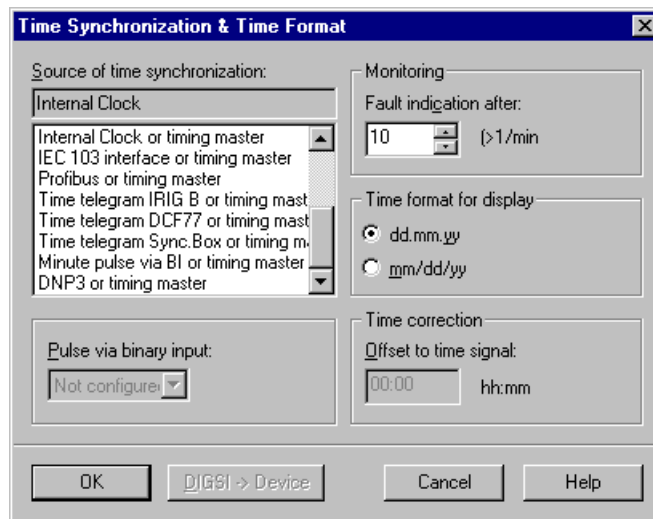 Time Synchronization & Time Format
Source of time synchronization:
Internal Clock
Internal Clock or timing master
IEC 103 interface or timing master
Profibus or timing master
Time telegram IRIG B or timing mast
Time telegram DCF77 or timing mast
Time telegram Sync.Box or timing m
Minute pulse via BI or timing master
DNP3 or timing master
Pulse via binary input:
Not configure
Monitoring
Fault indication after:
10 (>1/min
Time format for display
dd.mm.yy
mm/dd/yy
Time correction
Offset to time signal:
00:00 hh:mm
OK
DIGSI -> Device
Cancel
Help